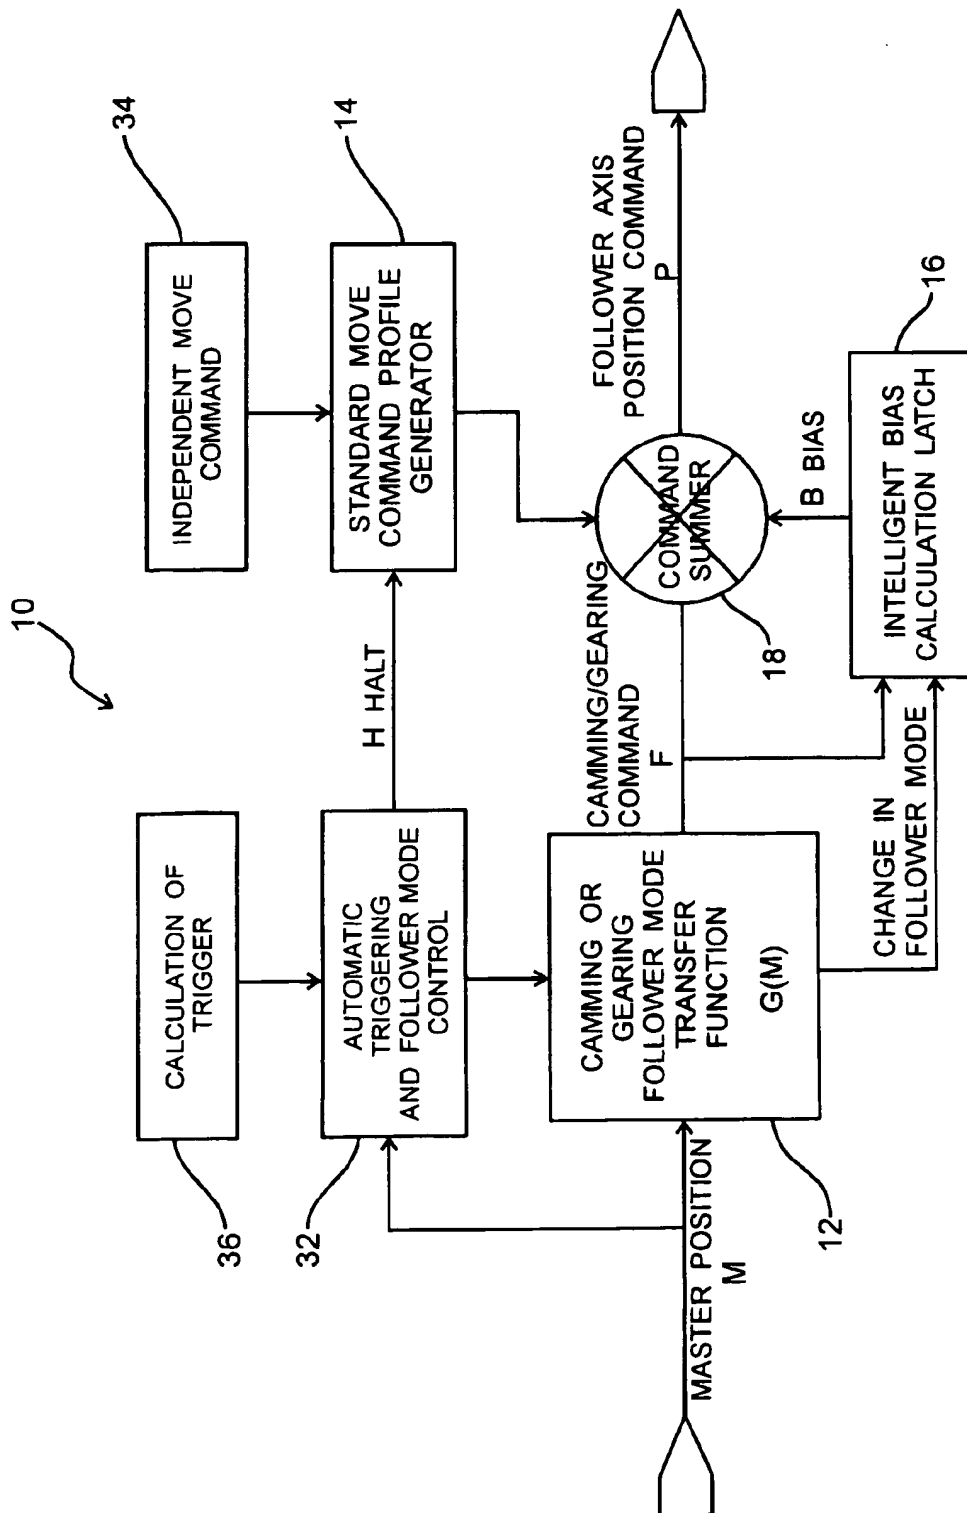 10
CALCULATION OF
TRIGGER
36
INDEPENDENT MOVE
COMMAND
34
AUTOMATIC
TRIGGERING
AND FOLLOWER MODE
CONTROL
32
H HALT
STANDARD MOVE
COMMAND PROFILE
GENERATOR
14
MASTER POSITION
M
CAMMING OR
GEARING
FOLLOWER MODE
TRANSFER
FUNCTION
G(M)
12
CAMMING/GEARING
COMMAND
F
COMMAND
SUMMER
18
FOLLOWER AXIS
POSITION COMMAND
P
B BIAS
CHANGE IN
FOLLOWER MODE
INTELLIGENT BIAS
CALCULATION LATCH
16